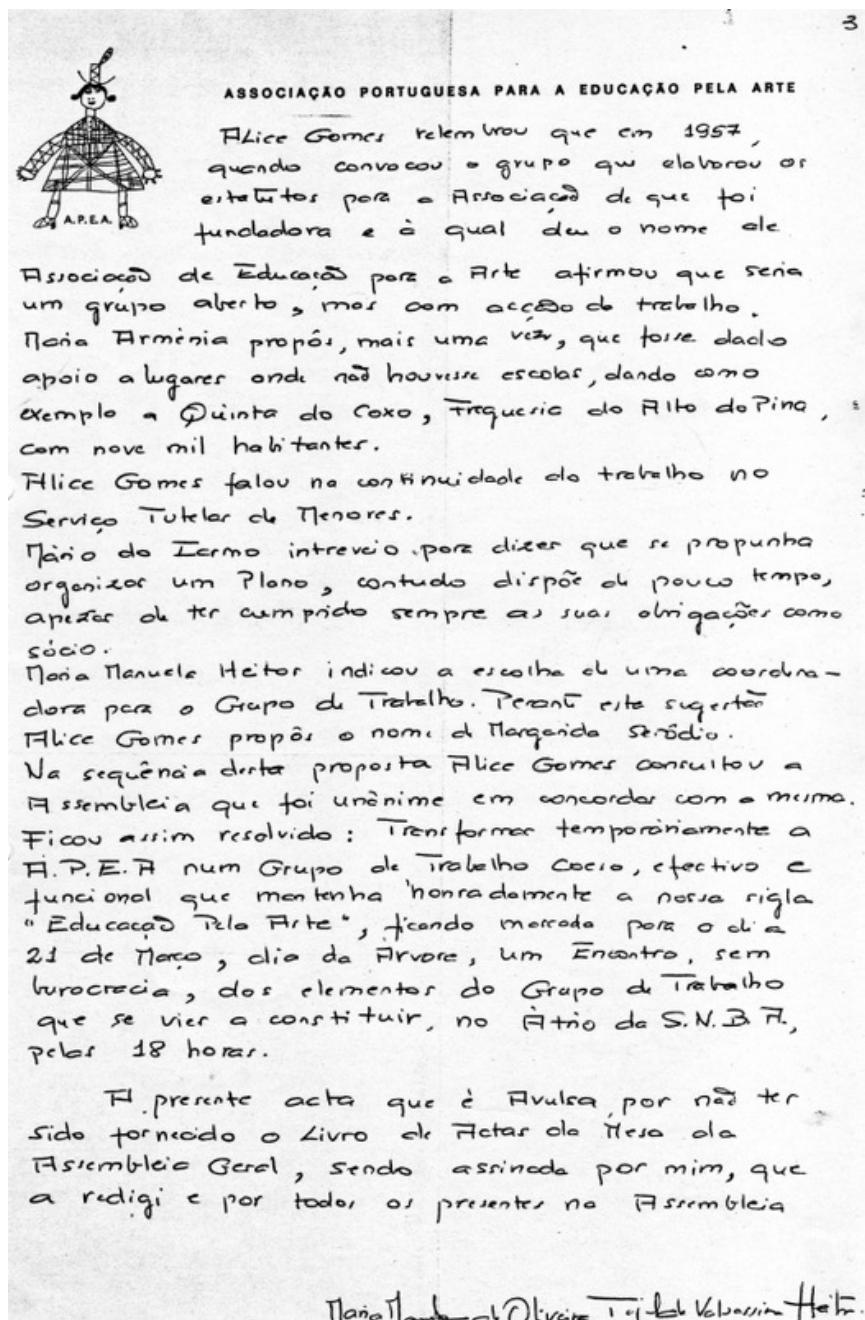 3
ASSOCIAÇÃO PORTUGUESA PARA A EDUCAÇÃO PELA ARTE
A.P.E.A.
Alice Gomes relembrou que em 1957,
quando convocou o grupo que elaborou os
estatutos para a Associação de que foi
fundadora e à qual deu o nome de
Associação de Educação para a Arte afirmou que seria
um grupo aberto, mas com acção de trabalho.
Maria Arménia propôs, mais uma vez, que fosse dado
apoio a lugares onde não houvesse escolas, dando como
exemplo a Quinta do Coxo, Freguesia do Alto do Pina,
com nove mil habitantes.
Alice Gomes falou na continuidade do trabalho no
Serviço Tutelar de Menores.
Mário do intreveio para dizer que se propunha
organizar um Plano, contudo dispõe de pouco tempo,
apezar de ter cumprido sempre as suas obrigações como
sócio.
Maria Manuela Heitor indicou a escolha de uma coordena-
dora para o Grupo de Trabalho. Perante esta sugestão
Alice Gomes propôs o nome de Margarida Seródio.
Na sequência desta proposta Alice Gomes consultou a
Assembleia que foi unânime em concordar com a mesma.
Ficou assim resolvido: Transformar temporáriamente a
A.P.E.A num Grupo de Trabalho Coeso, efectivo e
funcional que mantenha honradamente a nossa sigla
"Educação Pela Arte", ficando marcada para o dia
21 de Março, dia da Árvore, um Encontro, sem
burocracia, dos elementos do Grupo de Trabalho
que se vier a constituir, no Átrio da S.N.B.A.,
pelas 18 horas.
A presente acta que é Avulsa por não ter
sido fornecido o Livro de Actas da Mesa da
Assembleia Geral, sendo assinada por mim, que
a redigi e por todos os presentes na Assembleia
Maria de Oliveira Heitor